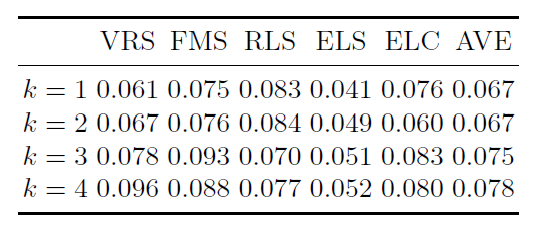 VRS FMS RLS ELS ELC AVE
k = 1 0.061 0.075 0.083 0.041 0.076 0.067
k = 2 0.067 0.076 0.084 0.049 0.060 0.067
k = 3 0.078 0.093 0.070 0.051 0.083 0.075
k = 4 0.096 0.088 0.077 0.052 0.080 0.078